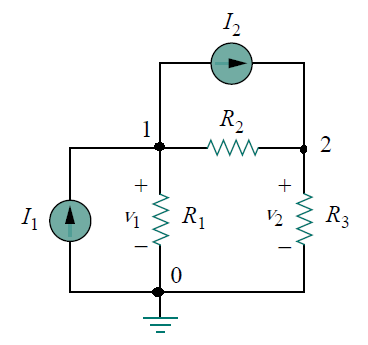 I₂
R₂
1
2
+
+
I₁
v₁
R₁
v₂
R₃
−
−
0